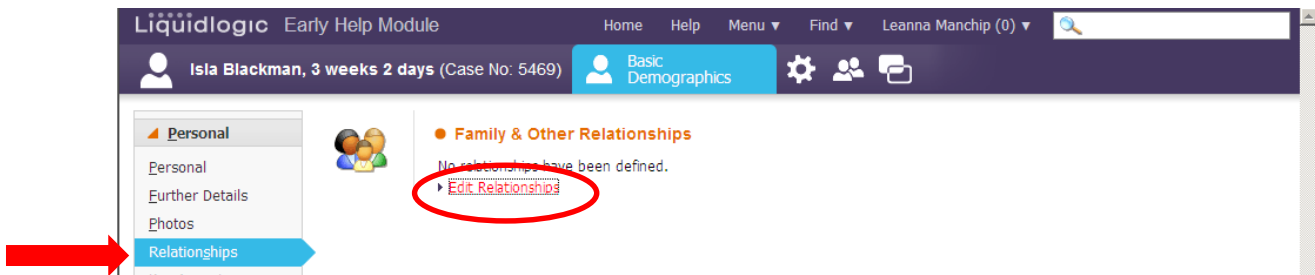 Liquidlogic Early Help Module Home Help Menu ▼ Find ▼ Leanna Manchip (0) ▼
Isla Blackman, 3 weeks 2 days (Case No: 5469) Basic Demographics
Personal
Personal
Further Details
Photos
Relationships
Family & Other Relationships
No relationships have been defined.
Edit Relationships